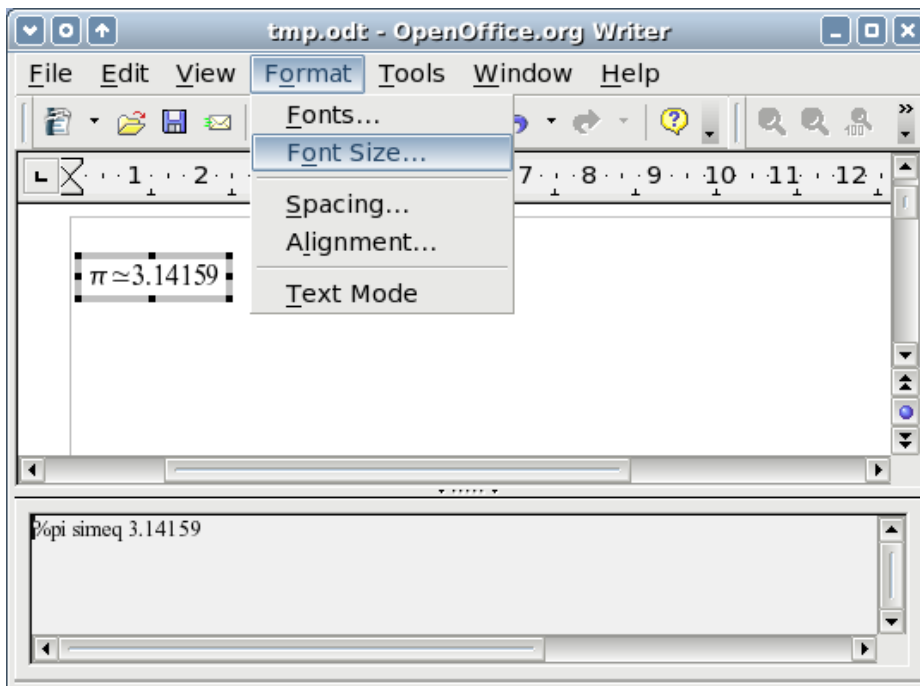 tmp.odt - OpenOffice.org Writer
File Edit View Format Tools Window Help
Fonts...
100
»
Font Size...
1 2 7 8 9 10 11 12
Spacing...
Alignment...
π≃3.14159
Text Mode
%pi simeq 3.14159